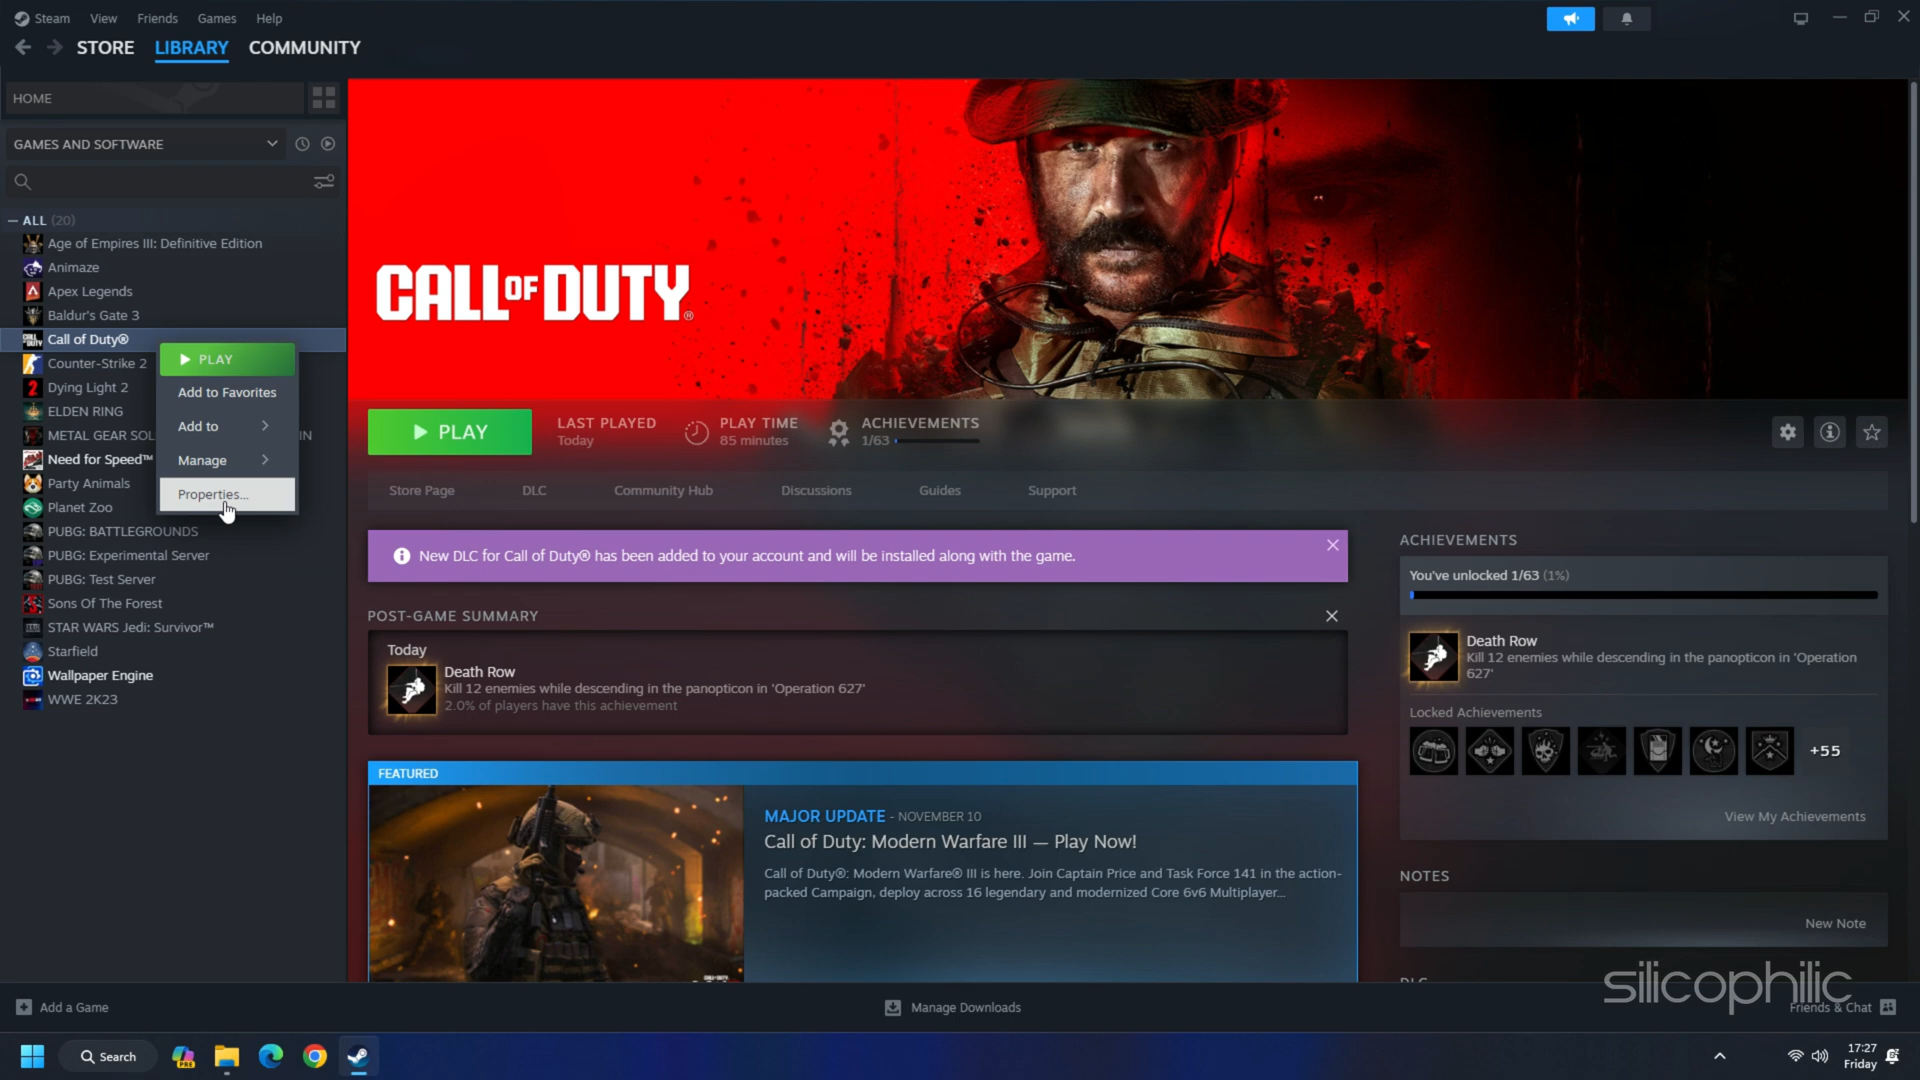 Steam View Friends Games Help
STORE LIBRARY COMMUNITY
HOME
GAMES AND SOFTWARE
ALL (20)
Age of Empires III: Definitive Edition
Animaze
Apex Legends
Baldur's Gate 3
Call of Duty®
Counter-Strike 2
Dying Light 2
ELDEN RING
METAL GEAR SOL IN
Need for Speed™
Party Animals
Planet Zoo
PUBG: BATTLEGROUNDS
PUBG: Experimental Server
PUBG: Test Server
Sons Of The Forest
STAR WARS Jedi: Survivor™
Starfield
Wallpaper Engine
WWE 2K23
PLAY
Add to Favorites
Add to
Manage
Properties...
CALL OF DUTY®
PLAY
LAST PLAYED
Today
PLAY TIME
85 minutes
ACHIEVEMENTS
1/63
Store Page DLC Community Hub Discussions Guides Support
New DLC for Call of Duty® has been added to your account and will be installed along with the game.
POST-GAME SUMMARY
Today
Death Row
Kill 12 enemies while descending in the panopticon in 'Operation 627'
2.0% of players have this achievement
FEATURED
MAJOR UPDATE - NOVEMBER 10
Call of Duty: Modern Warfare III — Play Now!
Call of Duty®: Modern Warfare® III is here. Join Captain Price and Task Force 141 in the action-
packed Campaign, deploy across 16 legendary and modernized Core 6v6 Multiplayer...
ACHIEVEMENTS
You've unlocked 1/63 (1%)
Death Row
Kill 12 enemies while descending in the panopticon in 'Operation
627'
Locked Achievements
+55
View My Achievements
NOTES
New Note
DLC
silicophilic
Add a Game
Manage Downloads
Friends & Chat
Search
PRE
17:27
Friday